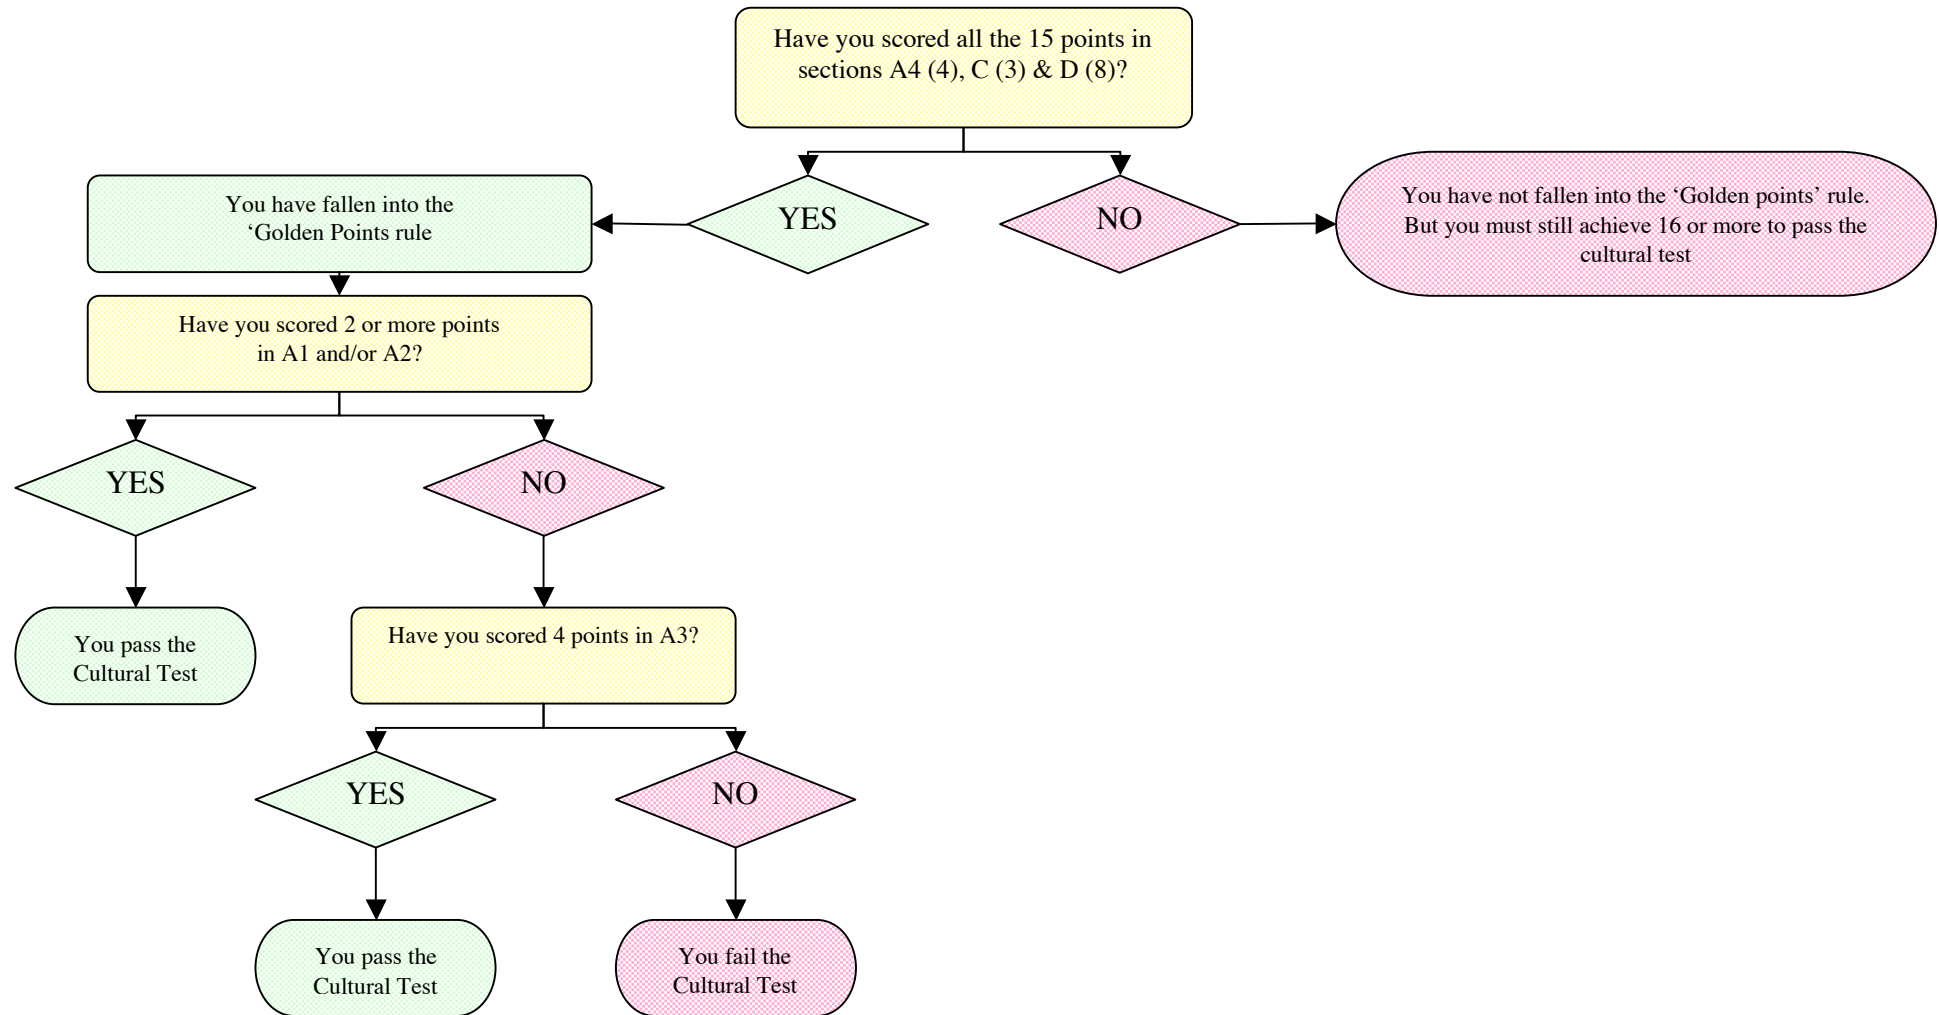 Have you scored all the 15 points in
sections A4 (4), C (3) & D (8)?
You have fallen into the
‘Golden Points rule
YES
NO
You have not fallen into the ‘Golden points’ rule.
But you must still achieve 16 or more to pass the
cultural test
Have you scored 2 or more points
in A1 and/or A2?
YES
NO
You pass the
Cultural Test
Have you scored 4 points in A3?
YES
NO
You pass the
Cultural Test
You fail the
Cultural Test